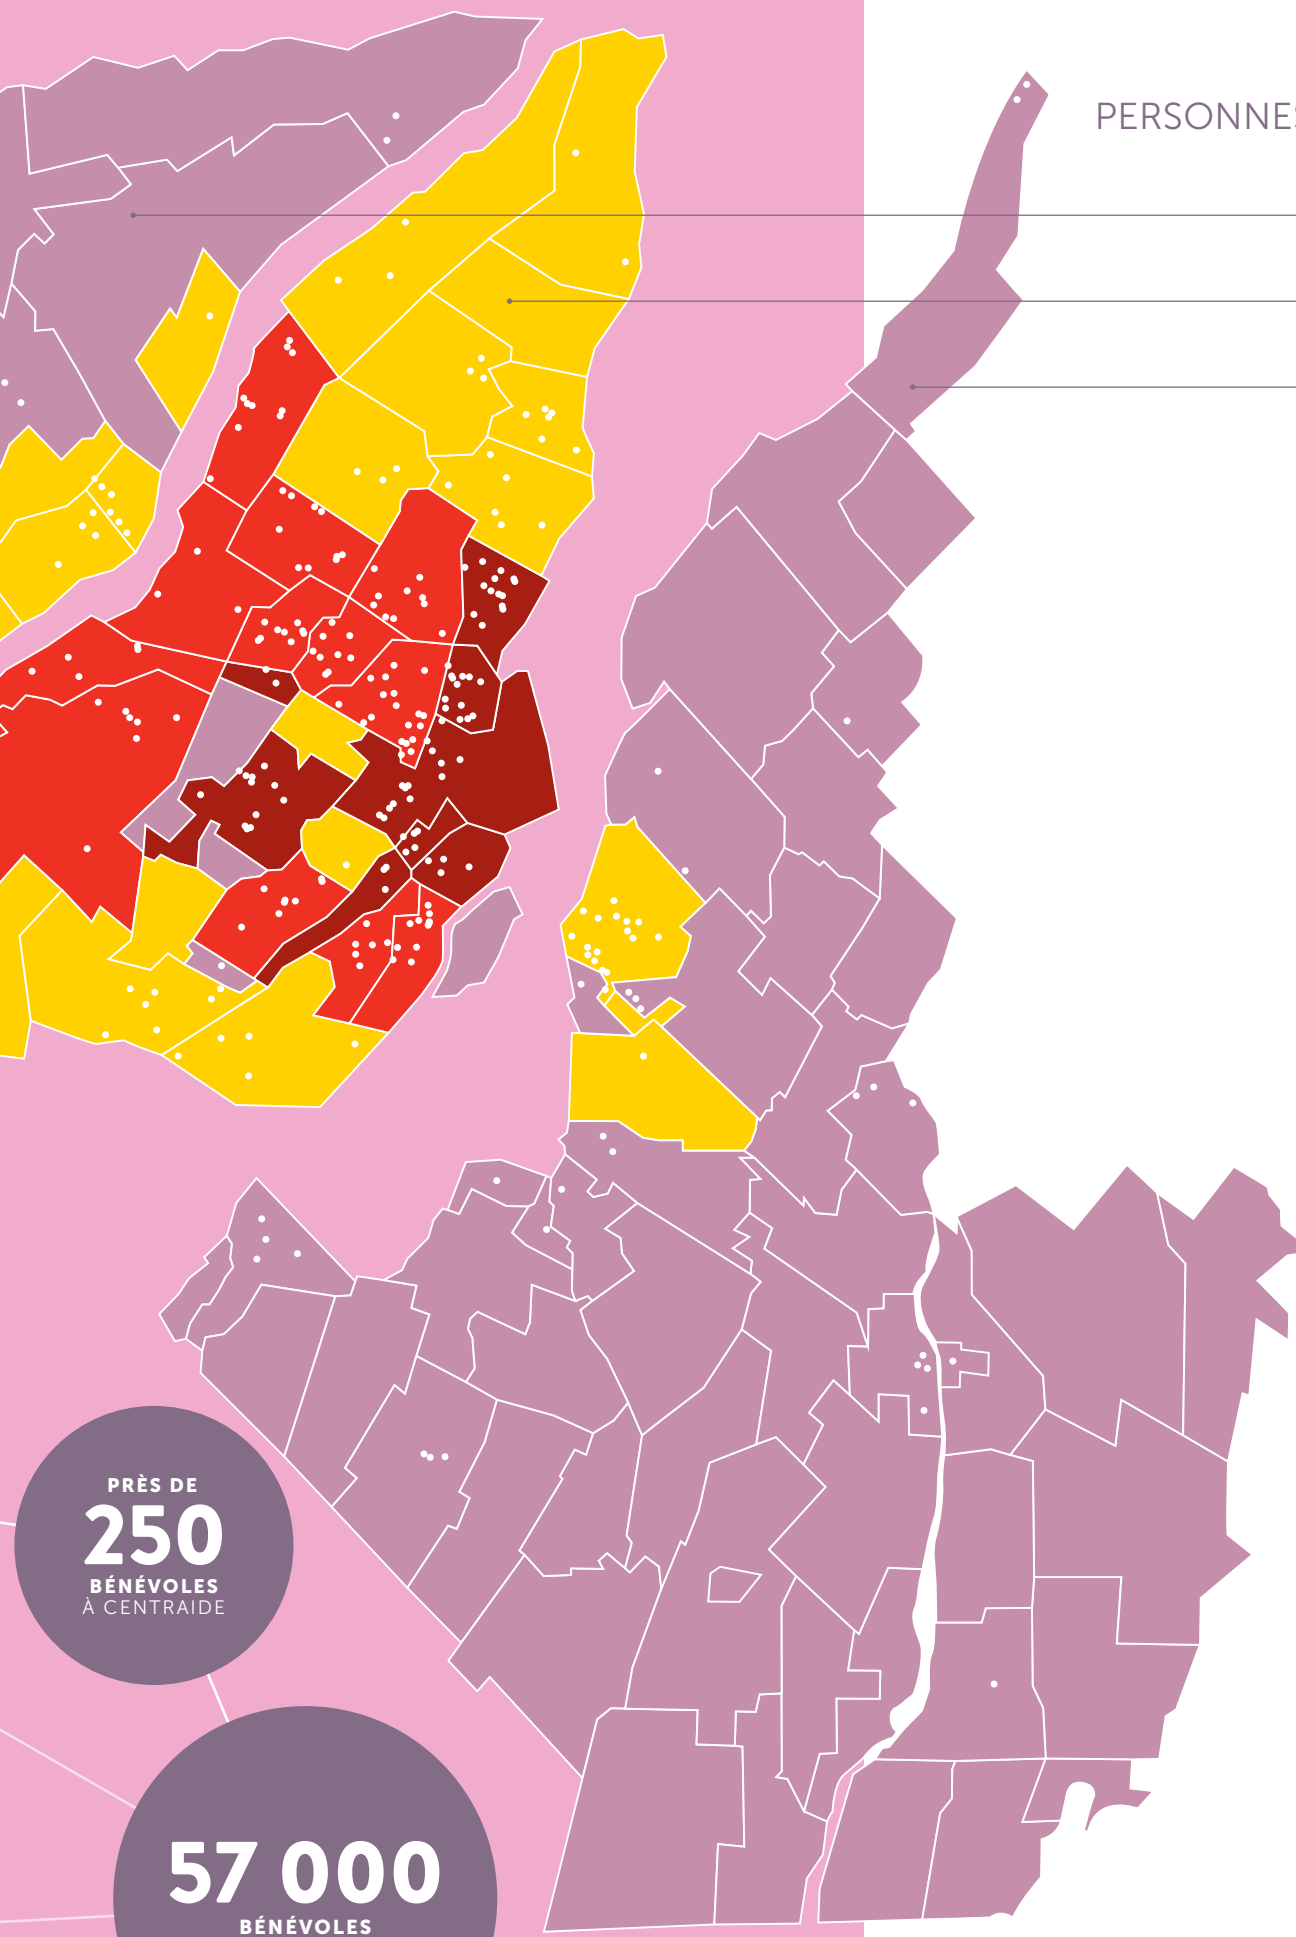 PERSONNES
PRÈS DE
250
BÉNÉVOLES
À CENTRAIDE
57 000
BÉNÉVOLES